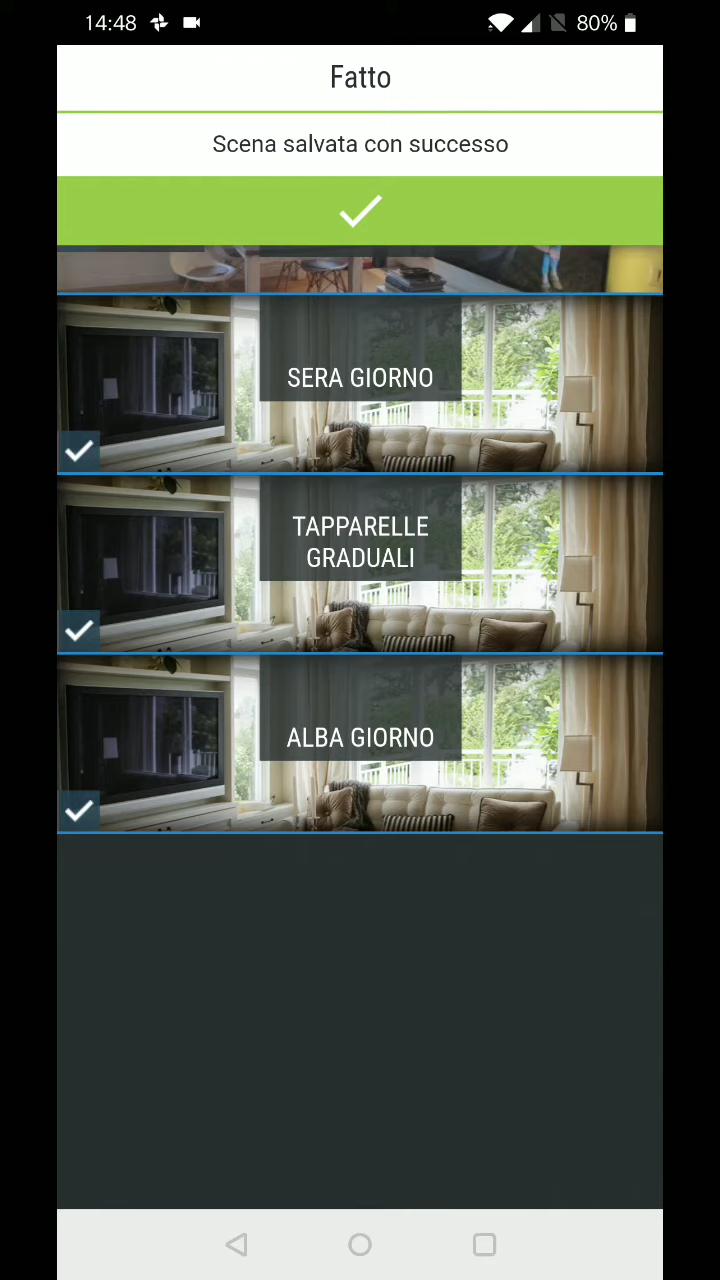 14:48
80%
Fatto
Scena salvata con successo
SERA GIORNO
TAPPARELLE
GRADUALI
ALBA GIORNO